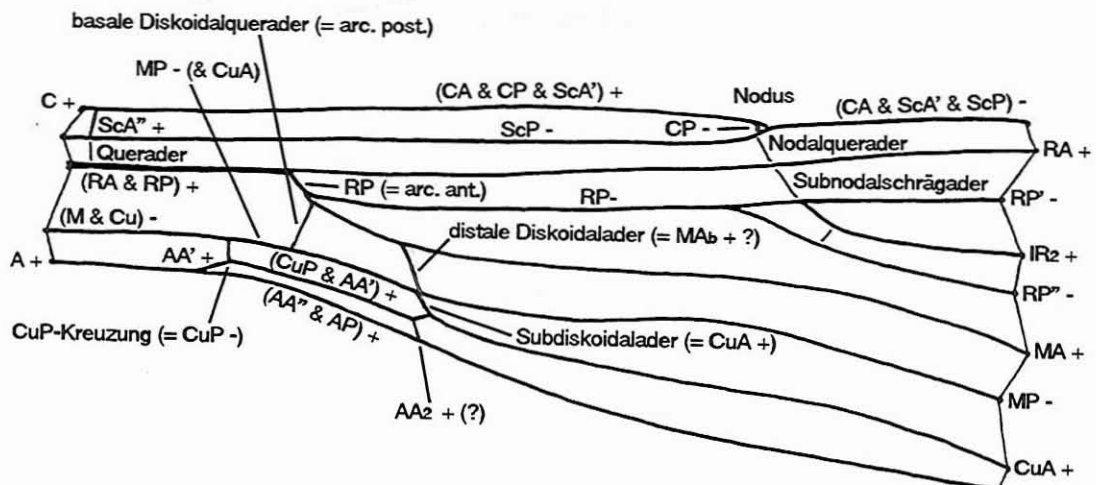 basale Diskoidalquerader (= arc. post.)
MP - (& CuA)
C +
(CA & CP & ScA') +
Nodus
(CA & ScA' & ScP) -
ScA" +
ScP -
CP -
Querader
Nodalquerader
RA +
(RA & RP) +
RP (= arc. ant.)
RP-
Subnodalschrägader
RP' -
(M & Cu) -
distale Diskoidalader (= MAb + ?)
A +
AA' +
(CuP & AA') +
IR2 +
(AA" & AP) +
RP" -
CuP-Kreuzung (= CuP -)
Subdiskoidalader (= CuA +)
MA +
AA2 + (?)
MP -
CuA +